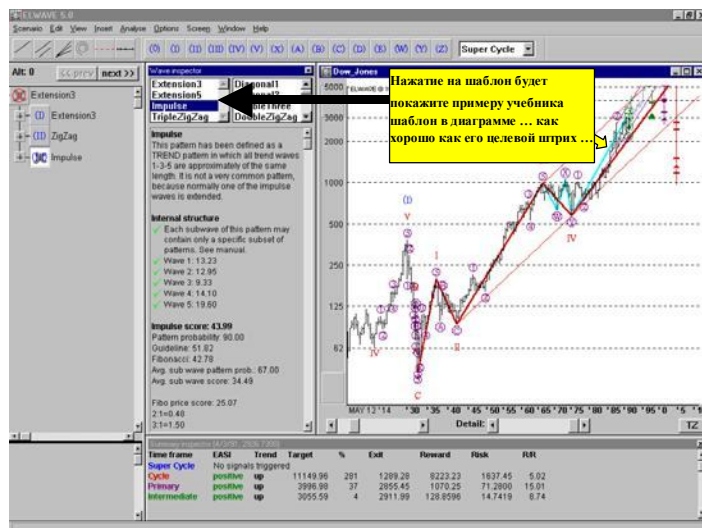 ELWAVE 5.0
Scenario Edit View Insert Analyse Options Screen Window Help
(0) (I) (II) (III) (IV) (V) (X) (A) (B) (C) (D) (E) (W) (Y) (Z) Super Cycle
Alt: 0 << prev next >>
Extension3
(I) Extension3
(II) ZigZag
Impulse
Wave inspector
Extension3 Diagonal1
Extension5
Impulse
TripleZigZag DoubleZigZag
Impulse
This pattern has been defined as a
TREND pattern in which all trend waves
1-3-5 are approximately of the same
length. It is not a very common pattern,
because normally one of the impulse
waves is extended.
Internal structure
✓ Each subwave of this pattern may
contain only a specific subset of
patterns. See manual.
✓ Wave 1: 13.23
✓ Wave 2: 12.95
✓ Wave 3: 9.33
✓ Wave 4: 14.10
✓ Wave 5: 19.60
Impulse score: 43.99
Pattern probability: 90.00
Guideline: 51.82
Fibonacci: 42.78
Avg. sub wave pattern prob.: 67.00
Avg. sub wave score: 34.49
Fibo price score: 26.07
2:1=0.48
3:1=1.50
Dow_Jones
Нажатие на шаблон будет
покажите примеру учебника
шаблон в диаграмме … как
хорошо как его целевой штрих …
5000
3000
2000
1000
500
250
125
62
(I)
V
I
II
IV
IV
C
MAY 12'14 '30 '35 '40 '45 '50 '55 '60 '65 '70 '75 '80 '85 '90 '95 '0 '5
Detail: TZ
Time frame EASI Trend Target % Exit Reward Risk R/R
Super Cycle No signals triggered
Cycle positive up 11149.96 281 1289.28 8223.23 1637.45 5.02
Primary positive up 3996.98 37 2855.45 1070.25 71.2800 15.01
Intermediate positive up 3055.59 4 2911.99 128.8596 14.7419 8.74